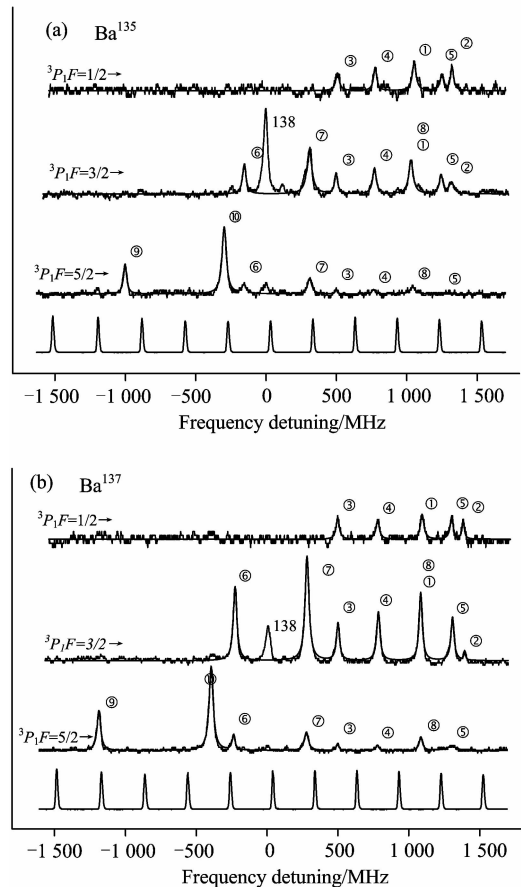 (a) Ba¹³⁵
②
③ ④ ① ⑤
³P₁F=1/2→
138 ⑦ ⑧
⑥ ③ ④ ① ⑤ ②
³P₁F=3/2→
⑩
⑨
⑥ ⑦ ③ ④ ⑧ ⑤
³P₁F=5/2→
−1 500 −1 000 −500 0 500 1 000 1 500
Frequency detuning/MHz
(b) Ba¹³⁷
③ ④ ① ⑤ ②
³P₁F=1/2→
⑦ ⑧
⑥ ① 
138 ③ ④ ⑤
②
³P₁F=3/2→
⑩
⑨
⑥ ⑦ ③ ④ ⑧ ⑤
³P₁F=5/2→
−1 500 −1 000 −500 0 500 1 000 1 500
Frequency detuning/MHz